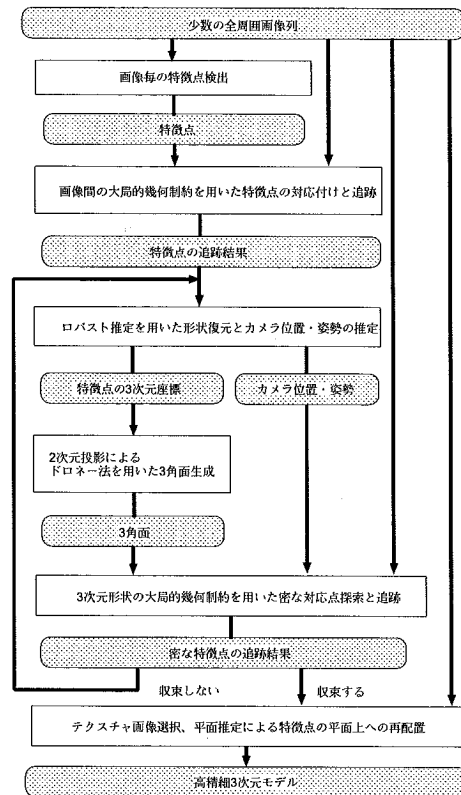 少数の全周囲画像列
画像毎の特徴点検出
特徴点
画像間の大局的幾何制約を用いた特徴点の対応付けと追跡
特徴点の追跡結果
ロバスト推定を用いた形状復元とカメラ位置・姿勢の推定
特徴点の3次元座標
カメラ位置・姿勢
2次元投影による
ドロネー法を用いた3角面生成
3角面
3次元形状の大局的幾何制約を用いた密な対応点探索と追跡
密な特徴点の追跡結果
収束しない
収束する
テクスチャ画像選択、平面推定による特徴点の平面上への再配置
高精細3次元モデル